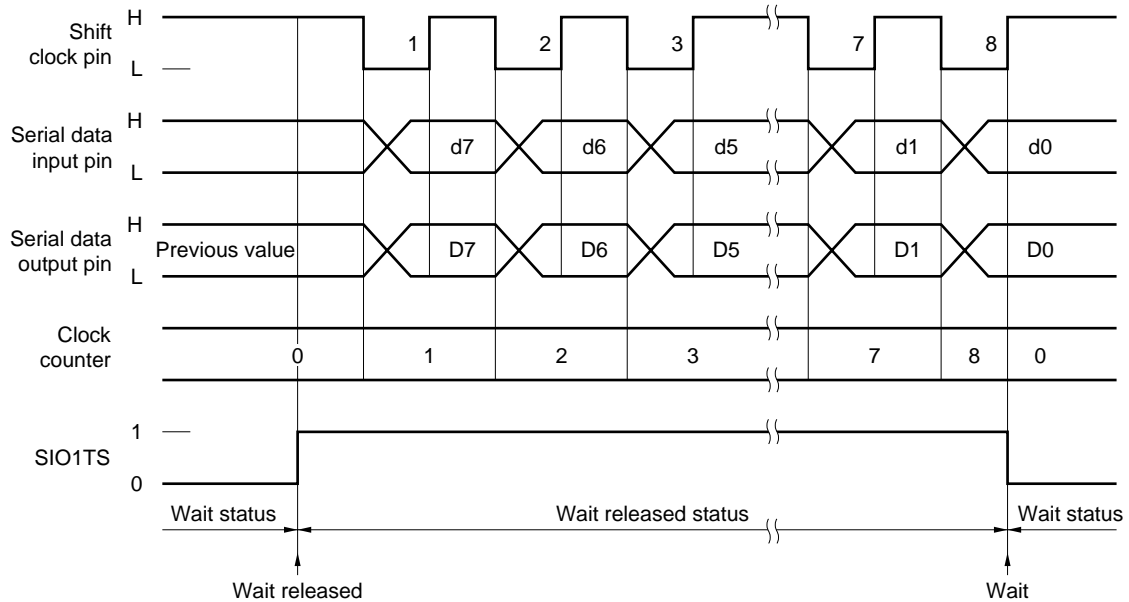 Shift
clock pin
H
L
1 2 3 7 8
Serial data
input pin
H
L
d7 d6 d5 d1 d0
Serial data
output pin
H
L
Previous value D7 D6 D5 D1 D0
Clock
counter
0 1 2 3 7 8 0
SIO1TS
1
0
Wait status Wait released status Wait status
Wait released Wait